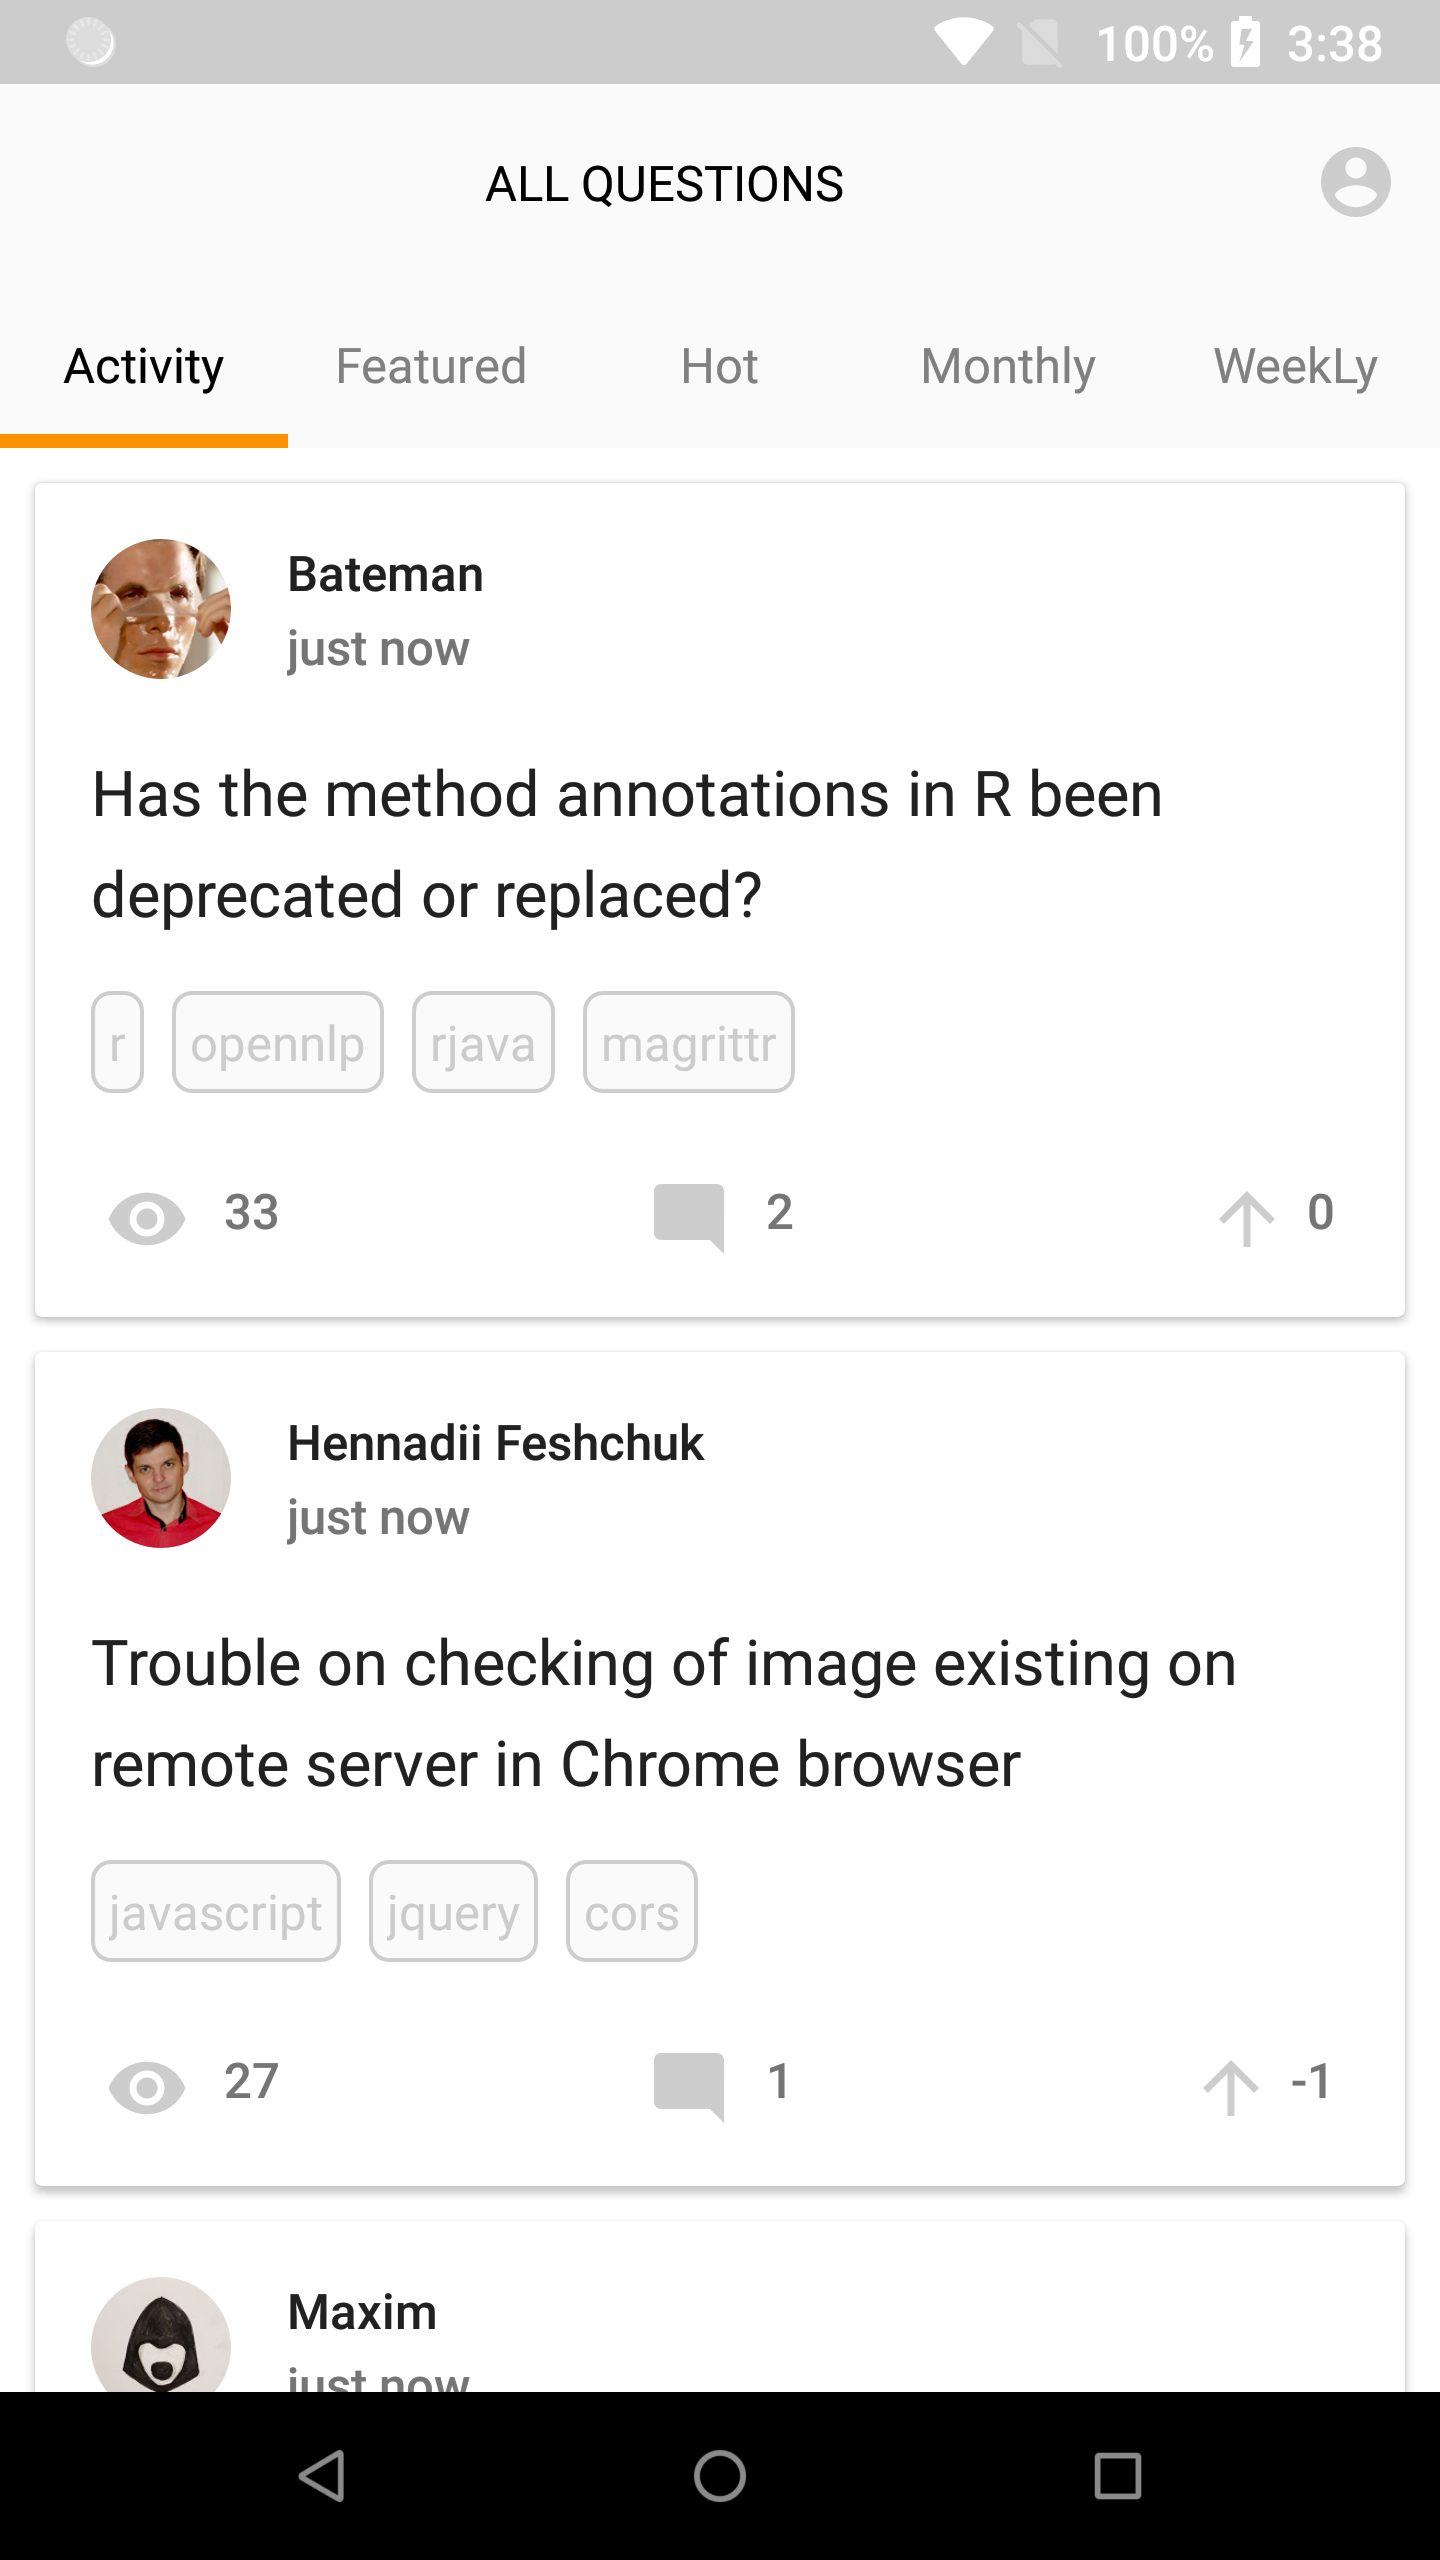 100% 3:38
ALL QUESTIONS
Activity Featured Hot Monthly WeekLy
Bateman
just now
Has the method annotations in R been
deprecated or replaced?
r opennlp rjava magrittr
33 2 0
Hennadii Feshchuk
just now
Trouble on checking of image existing on
remote server in Chrome browser
javascript jquery cors
27 1 -1
Maxim
just now